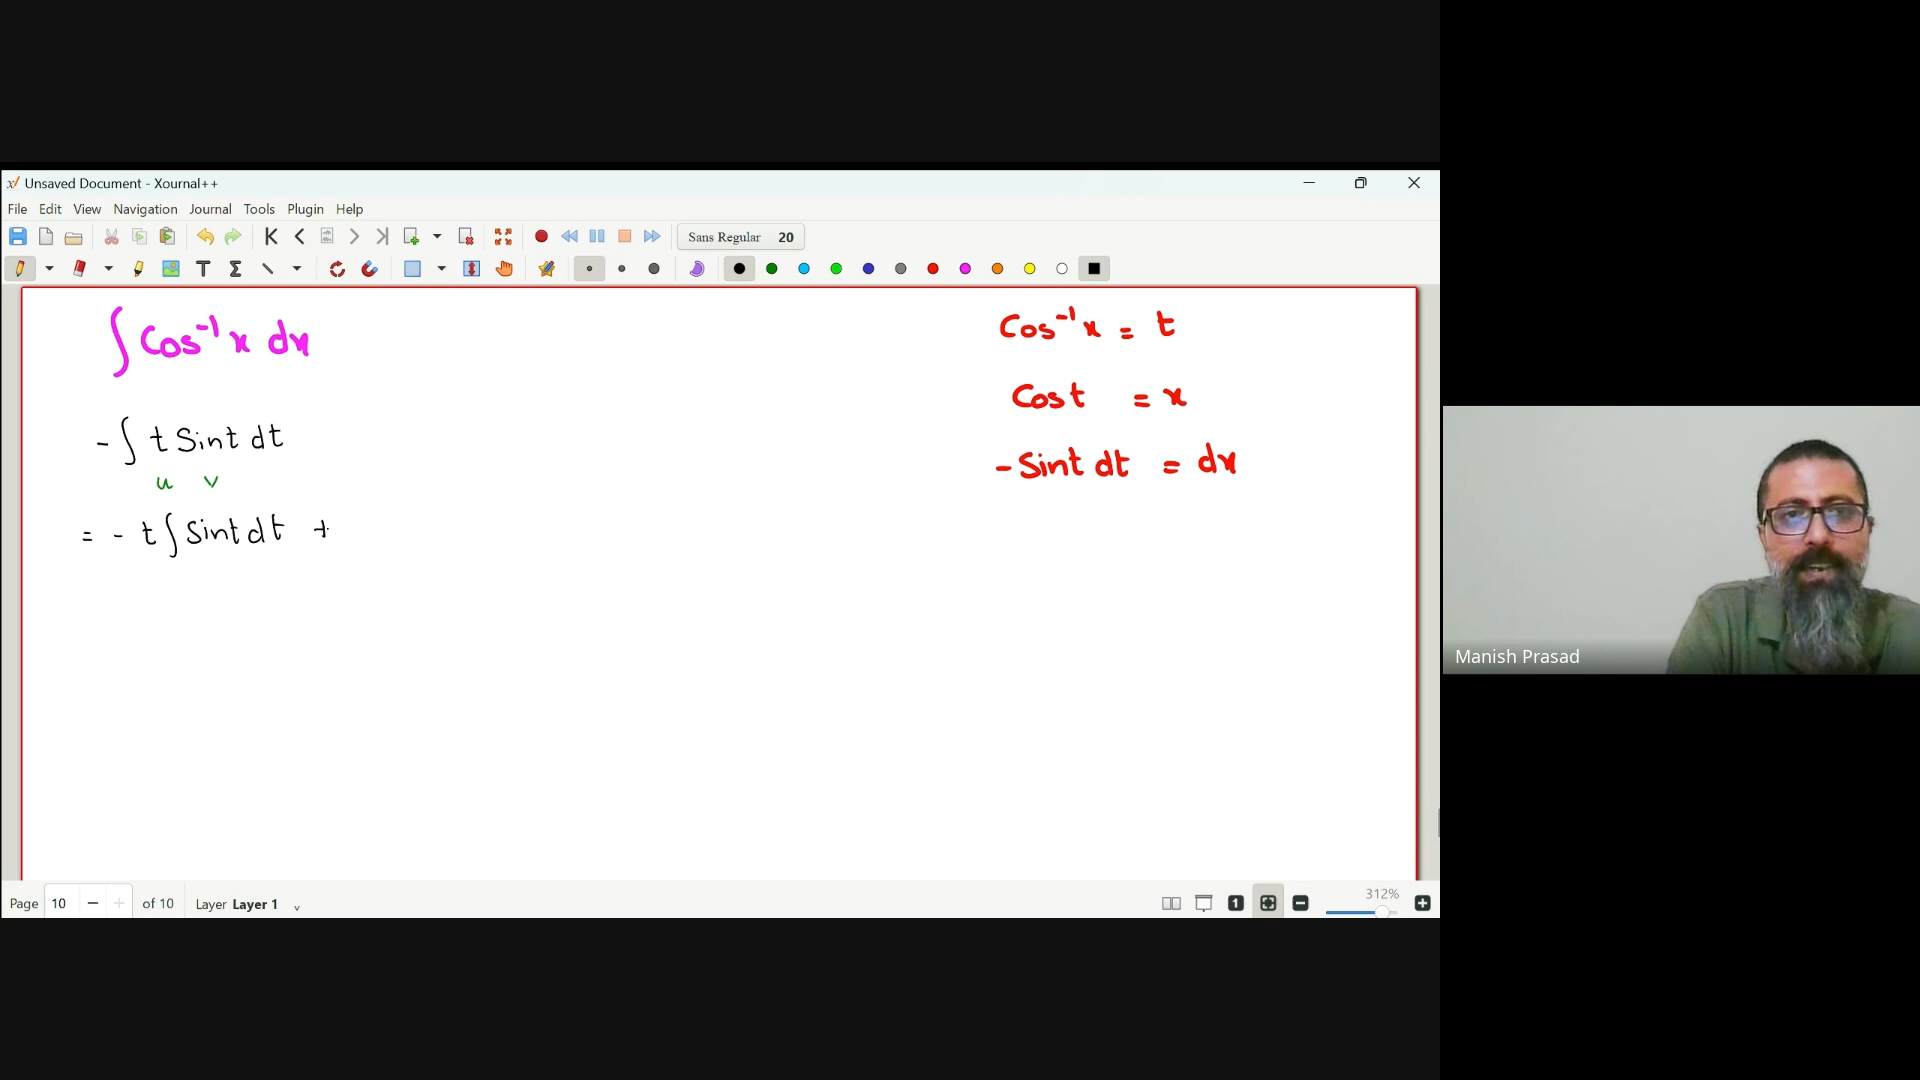 Unsaved Document - Xournal++
File Edit View Navigation Journal Tools Plugin Help
Sans Regular 20
∫ Cos⁻¹x dx
- ∫ t Sint dt
u v
= - t ∫ Sint dt +
Cos⁻¹x = t
Cost = x
- Sint dt = dx
Manish Prasad
Page 10 of 10 Layer Layer 1
312%